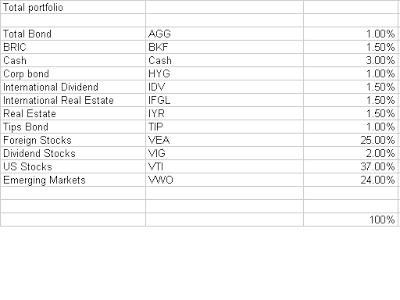 Total portfolio
Total Bond AGG 1.00%
BRIC BKF 1.50%
Cash Cash 3.00%
Corp bond HYG 1.00%
International Dividend IDV 1.50%
International Real Estate IFGL 1.50%
Real Estate IYR 1.50%
Tips Bond TIP 1.00%
Foreign Stocks VEA 25.00%
Dividend Stocks VIG 2.00%
US Stocks VTI 37.00%
Emerging Markets VWO 24.00%
100%